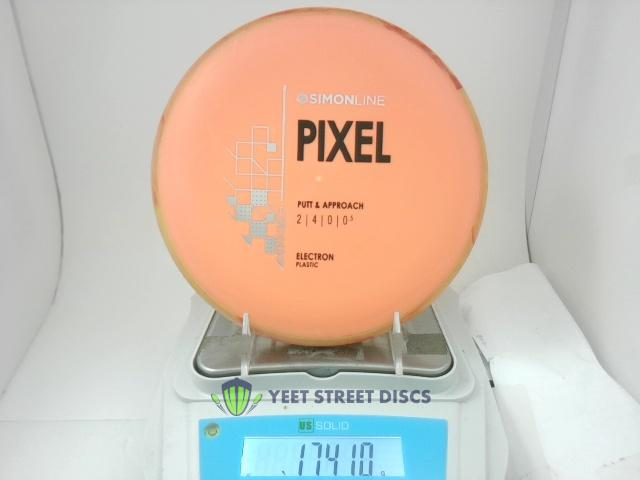 SIMONLINE
PIXEL
PUTT & APPROACH
2 | 4 | 0 | 0.5
ELECTRON
PLASTIC
YEET STREET DISCS
US SOLID
174.10
g